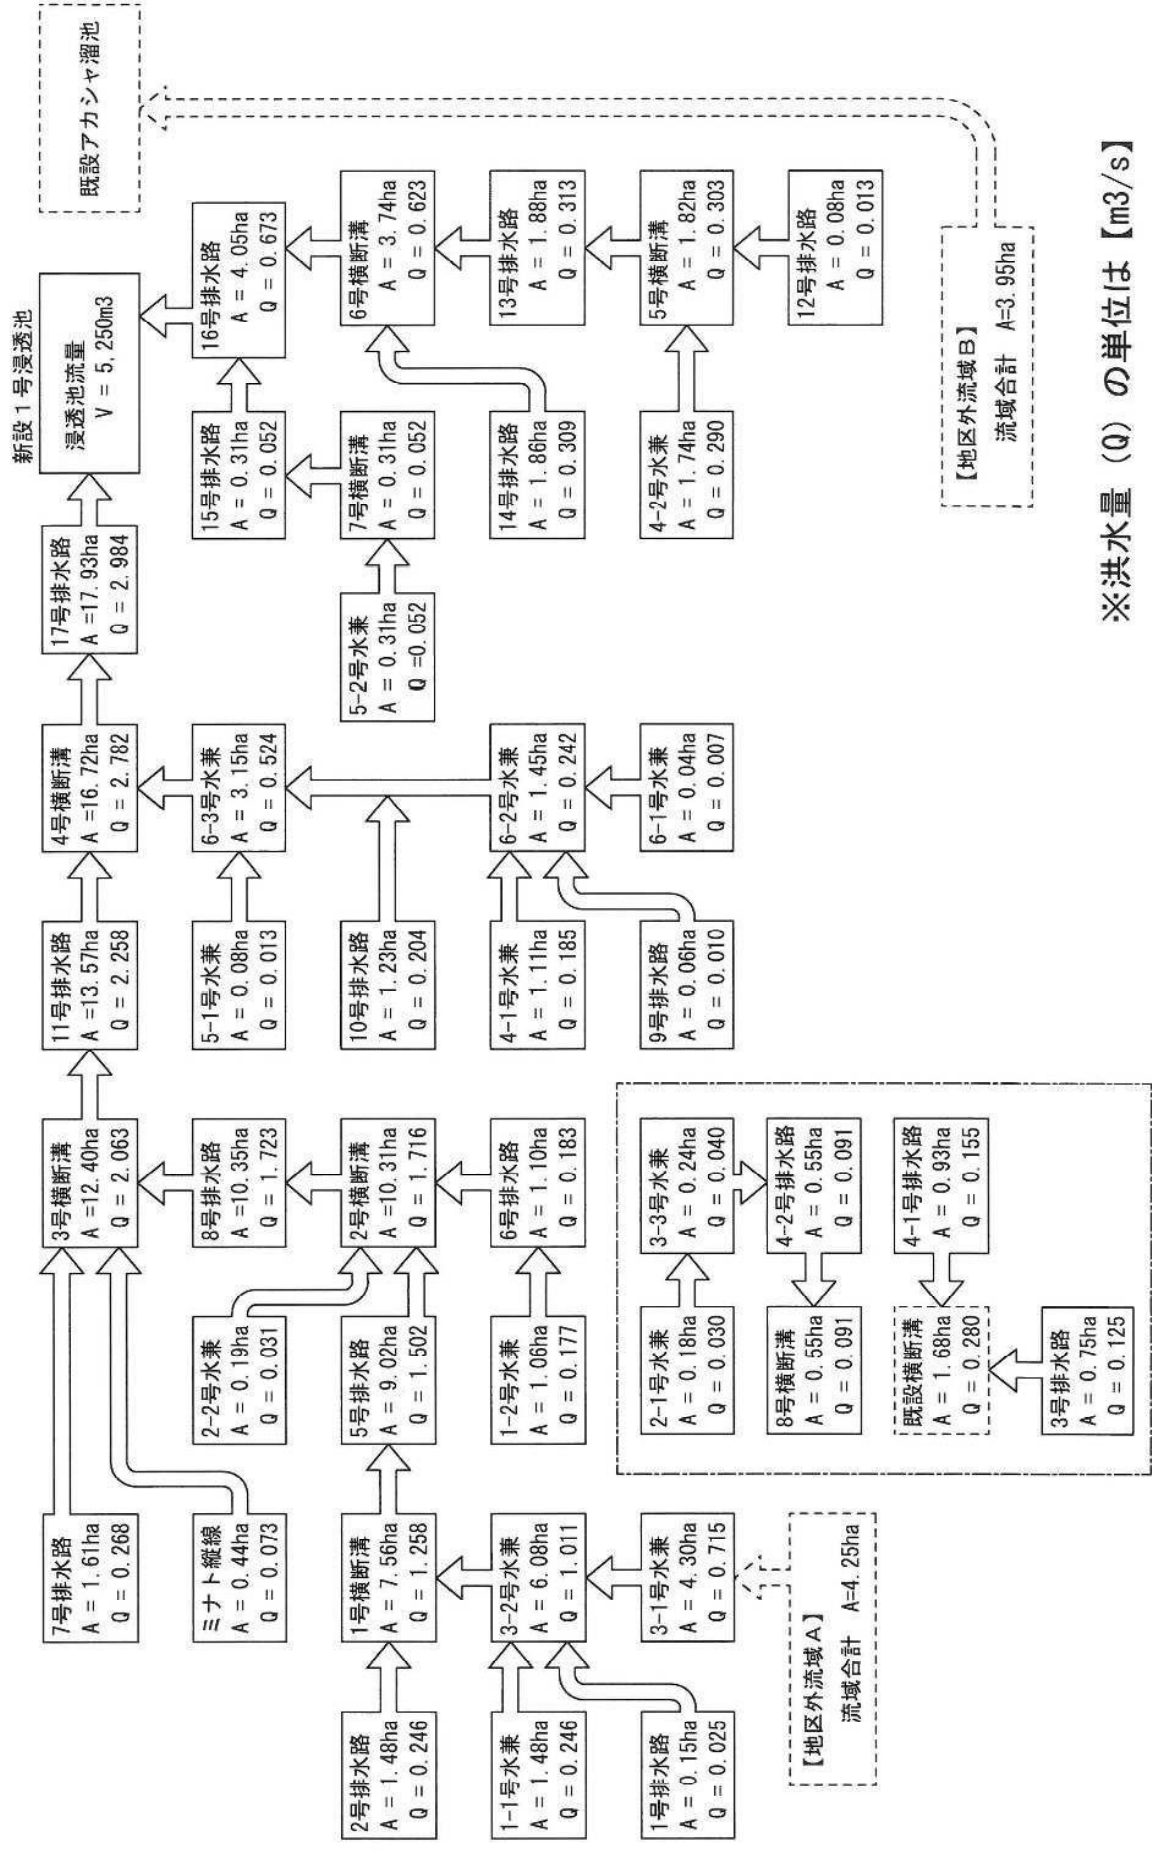 新設１号浸透池
浸透池流量
V = 5,250m3
既設アカシャ溜池
7号排水路
A = 1.61ha
Q = 0.268
3号横断溝
A =12.40ha
Q = 2.063
11号排水路
A =13.57ha
Q = 2.258
4号横断溝
A =16.72ha
Q = 2.782
17号排水路
A =17.93ha
Q = 2.984
ミナト縦線
A = 0.44ha
Q = 0.073
2-2号水兼
A = 0.19ha
Q = 0.031
8号排水路
A =10.35ha
Q = 1.723
5-1号水兼
A = 0.08ha
Q = 0.013
6-3号水兼
A = 3.15ha
Q = 0.524
15号排水路
A = 0.31ha
Q = 0.052
16号排水路
A = 4.05ha
Q = 0.673
2号排水路
A = 1.48ha
Q = 0.246
1号横断溝
A = 7.56ha
Q = 1.258
5号排水路
A = 9.02ha
Q = 1.502
2号横断溝
A =10.31ha
Q = 1.716
10号排水路
A = 1.23ha
Q = 0.204
5-2号水兼
A = 0.31ha
Q =0.052
7号横断溝
A = 0.31ha
Q = 0.052
6号横断溝
A = 3.74ha
Q = 0.623
1-1号水兼
A = 1.48ha
Q = 0.246
3-2号水兼
A = 6.08ha
Q = 1.011
1-2号水兼
A = 1.06ha
Q = 0.177
6号排水路
A = 1.10ha
Q = 0.183
4-1号水兼
A = 1.11ha
Q = 0.185
6-2号水兼
A = 1.45ha
Q = 0.242
14号排水路
A = 1.86ha
Q = 0.309
13号排水路
A = 1.88ha
Q = 0.313
1号排水路
A = 0.15ha
Q = 0.025
3-1号水兼
A = 4.30ha
Q = 0.715
2-1号水兼
A = 0.18ha
Q = 0.030
3-3号水兼
A = 0.24ha
Q = 0.040
9号排水路
A = 0.06ha
Q = 0.010
6-1号水兼
A = 0.04ha
Q = 0.007
4-2号水兼
A = 1.74ha
Q = 0.290
5号横断溝
A = 1.82ha
Q = 0.303
【地区外流域Ａ】
流域合計　A=4.25ha
8号横断溝
A = 0.55ha
Q = 0.091
4-2号排水路
A = 0.55ha
Q = 0.091
12号排水路
A = 0.08ha
Q = 0.013
既設横断溝
A = 1.68ha
Q = 0.280
4-1号排水路
A = 0.93ha
Q = 0.155
【地区外流域Ｂ】
流域合計　A=3.95ha
3号排水路
A = 0.75ha
Q = 0.125
※洪水量（Q）の単位は【m3/s】